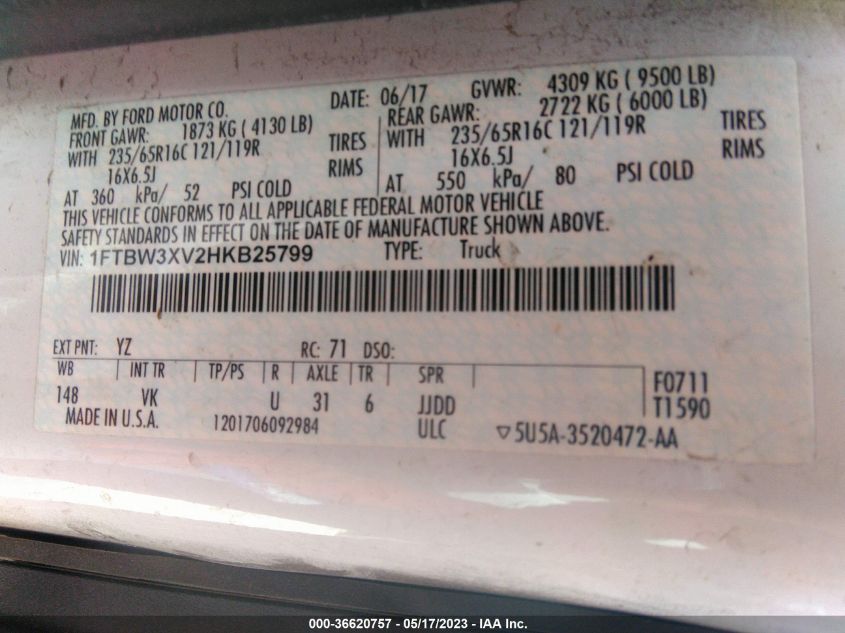 MFD. BY FORD MOTOR CO. DATE: 06/17 GVWR: 4309 KG ( 9500 LB)
FRONT GAWR: 1873 KG ( 4130 LB) REAR GAWR: 2722 KG ( 6000 LB)
WITH 235/65R16C 121/119R TIRES WITH 235/65R16C 121/119R TIRES
16X6.5J RIMS 16X6.5J RIMS
AT 360 kPa/ 52 PSI COLD AT 550 kPa/ 80 PSI COLD
THIS VEHICLE CONFORMS TO ALL APPLICABLE FEDERAL MOTOR VEHICLE
SAFETY STANDARDS IN EFFECT ON THE DATE OF MANUFACTURE SHOWN ABOVE.
VIN: 1FTBW3XV2HKB25799 TYPE: Truck
EXT PNT: YZ RC: 71 DSO:
WB INT TR TP/PS R AXLE TR SPR F0711
148 VK U 31 6 JJDD T1590
MADE IN U.S.A. 1201706092984 ULC ▽5U5A-3520472-AA
000-36620757 - 05/17/2023 - IAA Inc.